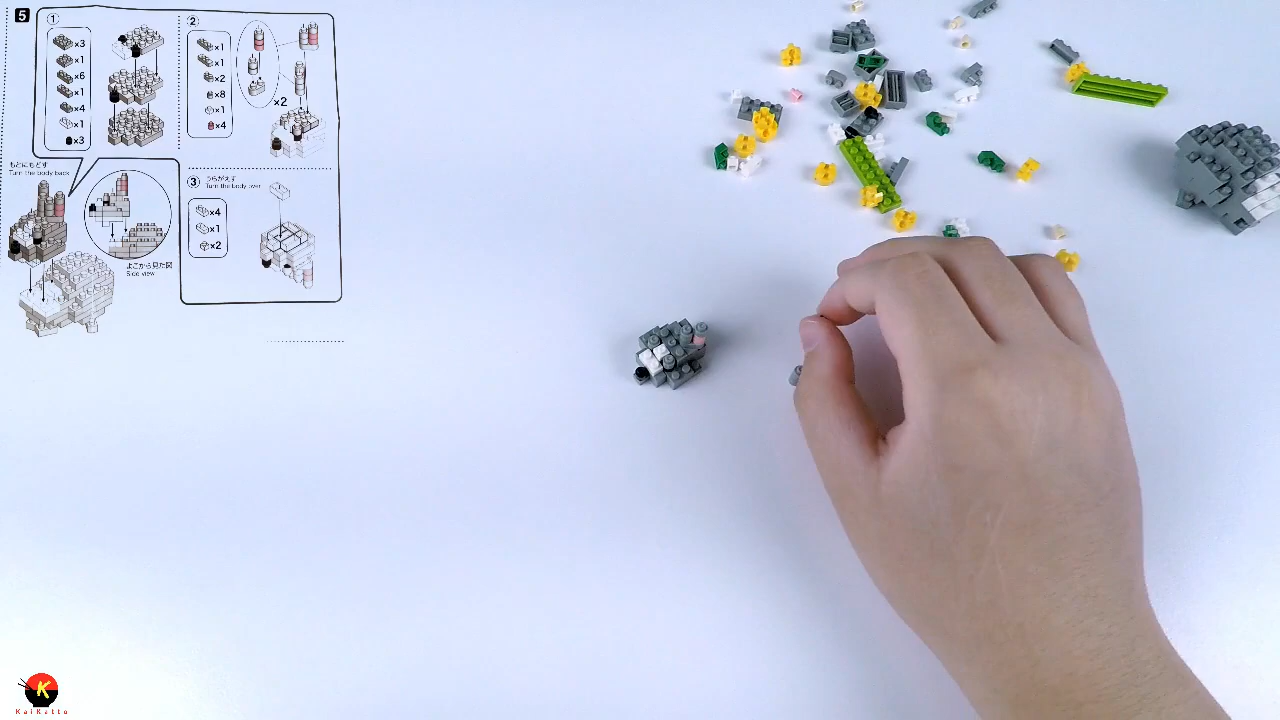 5
①
×3
×1
×6
×1
×4
×1
×3
②
×1
×1
×2
×8
×1
×4
×2
もとにもどす
Turn the body back
よこから見た図
Side view
③ うらがえす
Turn the body over
×4
×1
×2
K
KaiKatto